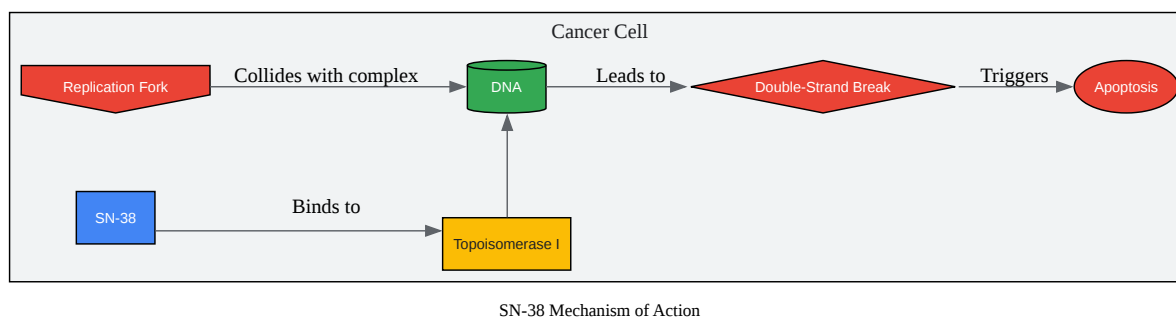 Cancer Cell
Replication Fork
Collides with complex
DNA
Leads to
Double-Strand Break
Triggers
Apoptosis
SN-38
Binds to
Topoisomerase I
SN-38 Mechanism of Action